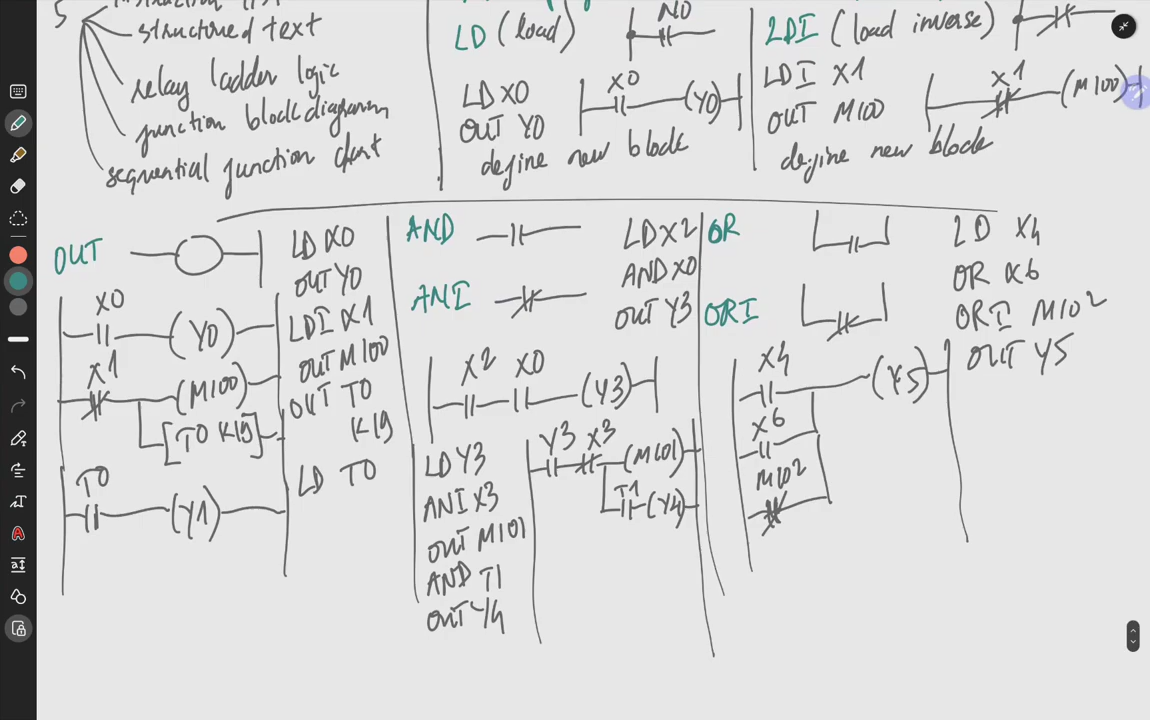 5
structured text
relay ladder logic
function block diagram
sequential function chart
LD (load)
NO
LD X0
OUT Y0
X0
(Y0)
define new block
LDI (load inverse)
LDI X1
OUT M100
X1
(M100)
define new block
OUT
X0
(Y0)
X1
(M100)
[T0 K19]
T0
(Y1)
LD X0
OUT Y0
LDI X1
OUT M100
OUT T0
K19
LD T0
AND
ANI
LD X2
AND X0
OUT Y3
X2 X0
(Y3)
LD Y3
ANI X3
OUT M101
AND T1
OUT Y4
Y3 X3
(M101)
T1
(Y4)
OR
ORI
LD X4
OR X6
ORI M102
OUT Y5
X4
(Y5)
X6
M102